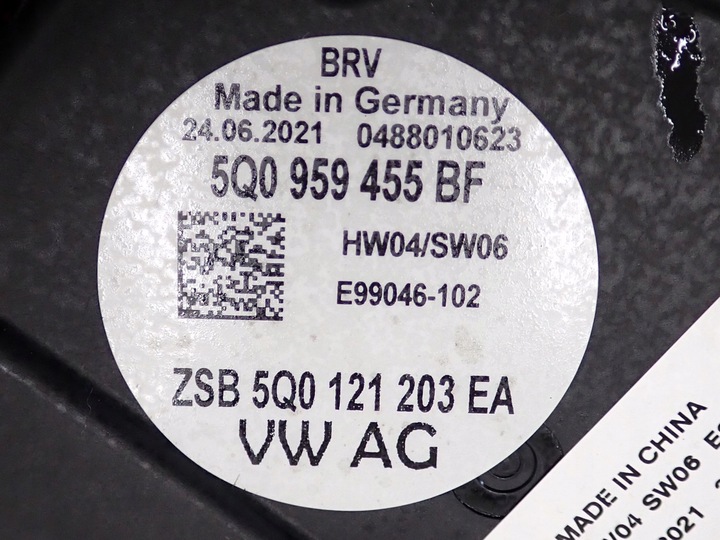 BRV
Made in Germany
24.06.2021 0488010623
5Q0 959 455 BF
HW04/SW06
E99046-102
ZSB 5Q0 121 203 EA
VW AG
MADE IN CHINA
SW06